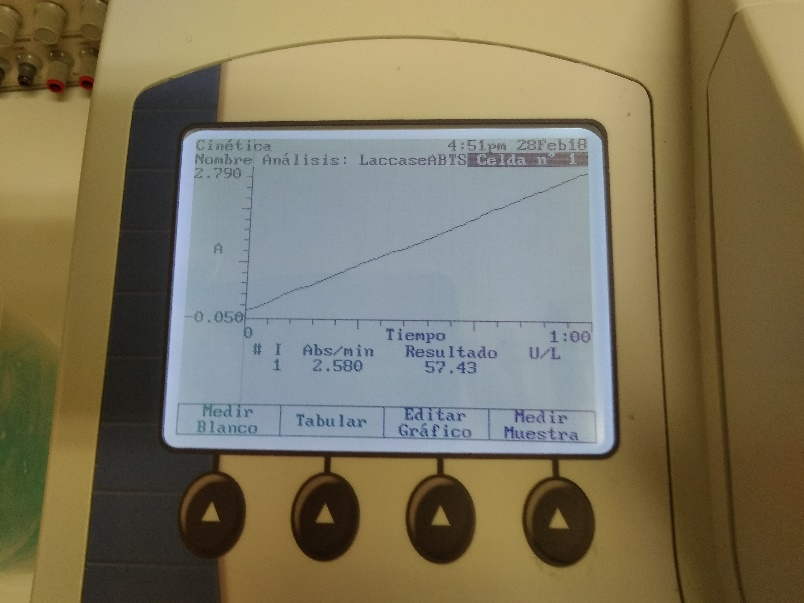 Cinética 4:51pm 28Feb18
Nombre Análisis: LaccaseABTS Celda nº 1
2.790
A
-0.050
0 Tiempo 1:00
# I Abs/min Resultado U/L
1 2.580 57.43
Medir Blanco
Tabular
Editar Gráfico
Medir Muestra